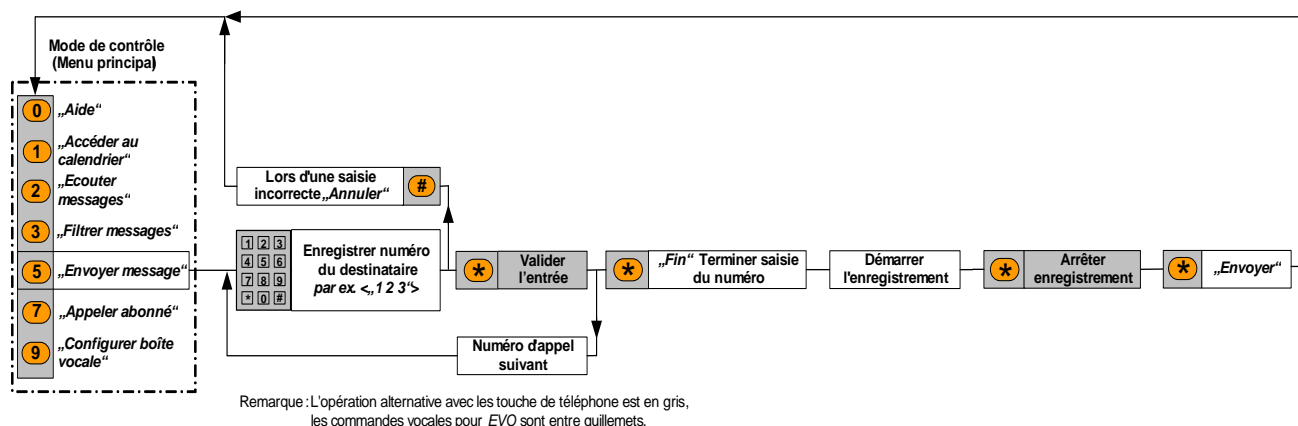 Mode de contrôle
(Menu principal)
0 „Aide“
1 „Accéder au
calendrier“
2 „Ecouter
messages“
3 „Filtrer messages“
5 „Envoyer message“
7 „Appeler abonné“
9 „Configurer boîte
vocale“
Lors d'une saisie
incorrecte „Annuler“ #
1 2 3
4 5 6
7 8 9
* 0 #
Enregistrer numéro
du destinataire
par ex. <„1 2 3“>
* Valider
l'entrée
* „Fin“ Terminer saisie
du numéro
Démarrer
l'enregistrement
* Arrêter
enregistrement
* „Envoyer“
Numéro d'appel
suivant
Remarque : L'opération alternative avec les touche de téléphone est en gris,
les commandes vocales pour EVO sont entre guillemets.